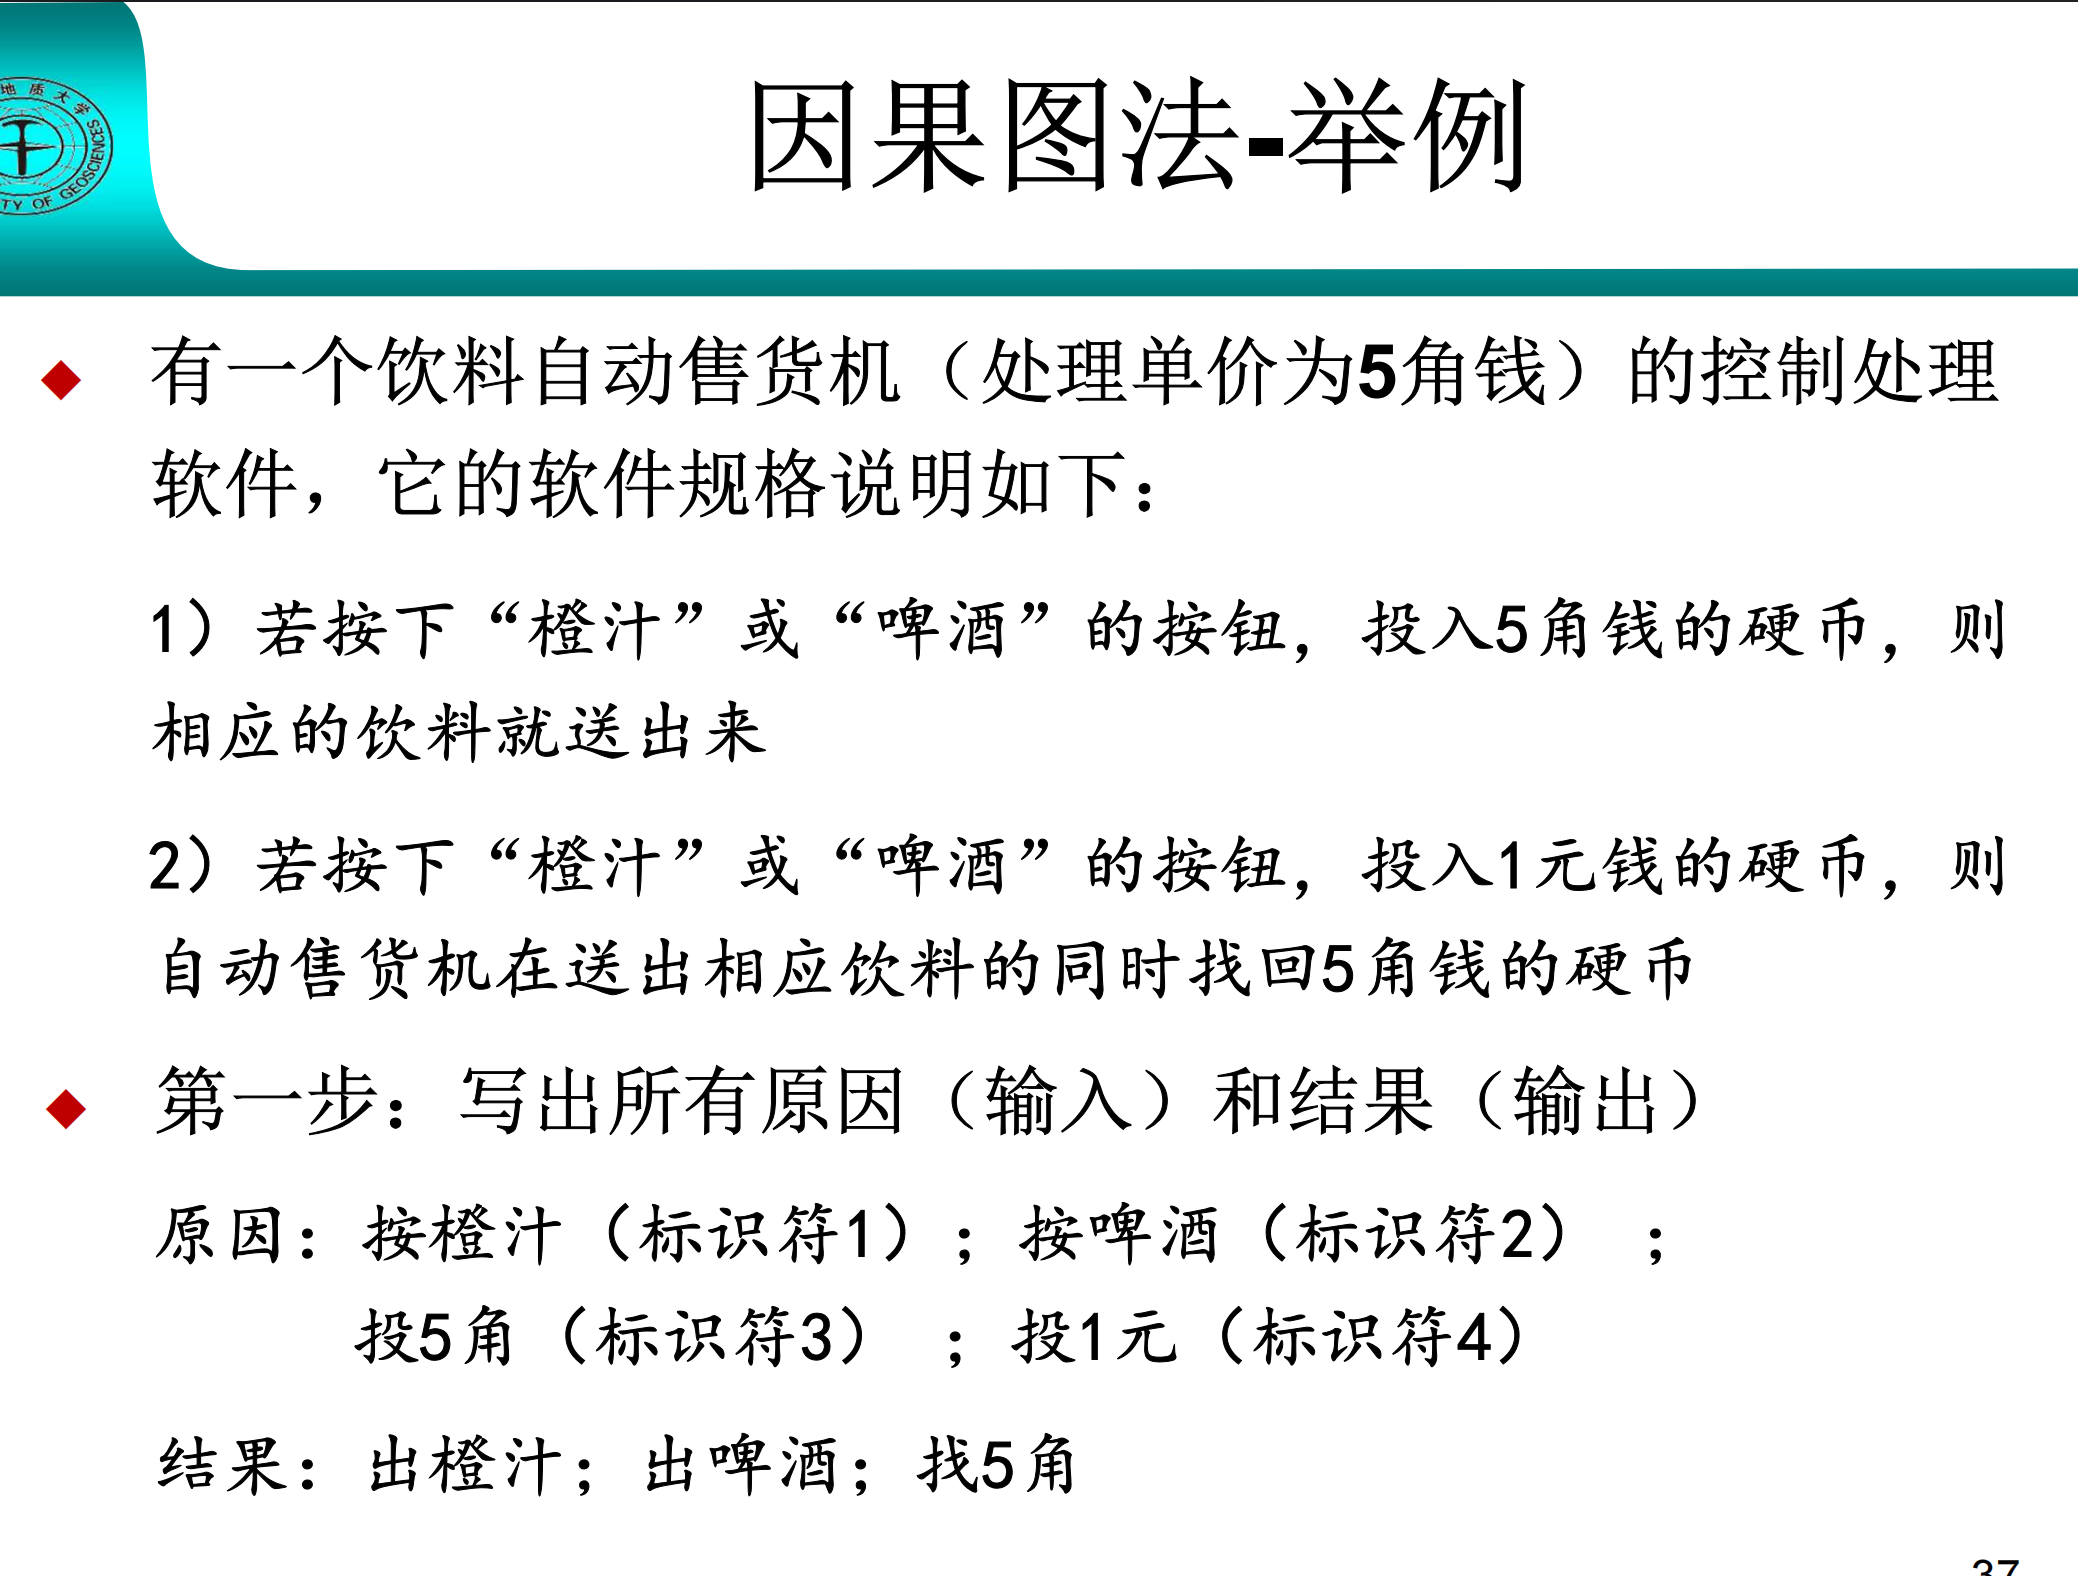 地质大学
TY OF GEOSCIENCES
因果图法-举例
有一个饮料自动售货机（处理单价为5角钱）的控制处理
软件，它的软件规格说明如下：
1）若按下“橙汁”或“啤酒”的按钮，投入5角钱的硬币，则
相应的饮料就送出来
2）若按下“橙汁”或“啤酒”的按钮，投入1元钱的硬币，则
自动售货机在送出相应饮料的同时找回5角钱的硬币
第一步：写出所有原因（输入）和结果（输出）
原因：按橙汁（标识符1）；按啤酒（标识符2） ；
投5角（标识符3） ；投1元（标识符4）
结果：出橙汁；出啤酒；找5角
37